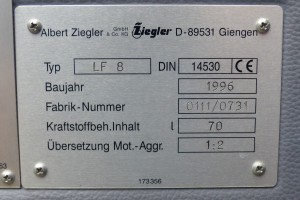 Albert Ziegler GmbH & Co. KG Ziegler D-89531 Giengen
Typ LF 8 DIN 14530 CE
Baujahr 1996
Fabrik-Nummer 0111/0731
Kraftstoffbeh.Inhalt l 70
Übersetzung Mot.-Aggr. 1:2
173356